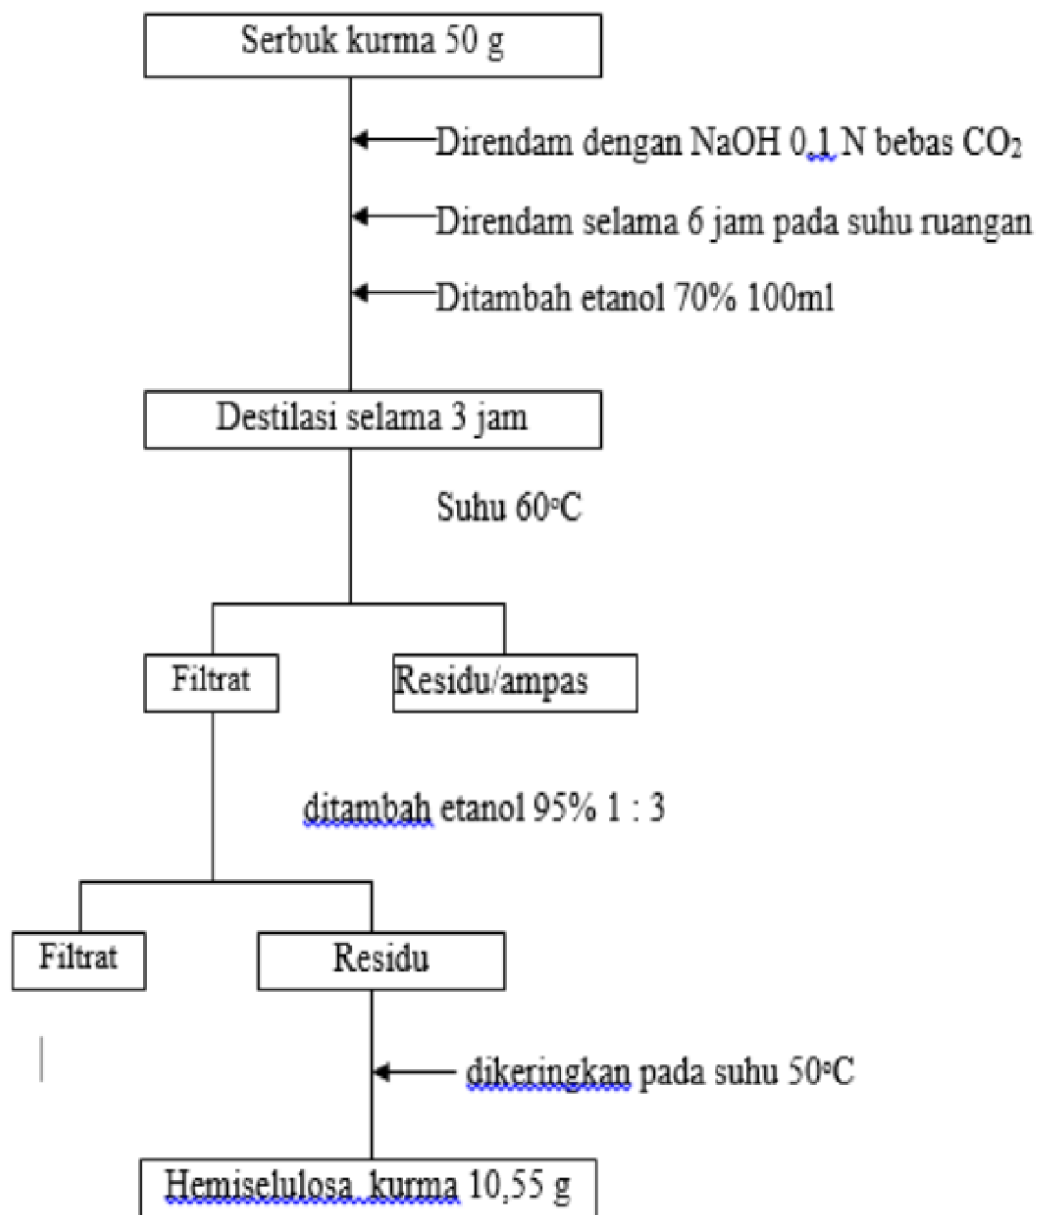 Serbuk kurma 50 g
Direndam dengan NaOH 0,1 N bebas CO₂
Direndam selama 6 jam pada suhu ruangan
Ditambah etanol 70% 100ml
Destilasi selama 3 jam
Suhu 60°C
Filtrat
Residu/ampas
ditambah etanol 95% 1 : 3
Filtrat
Residu
dikeringkan pada suhu 50°C
Hemiselulosa kurma 10,55 g